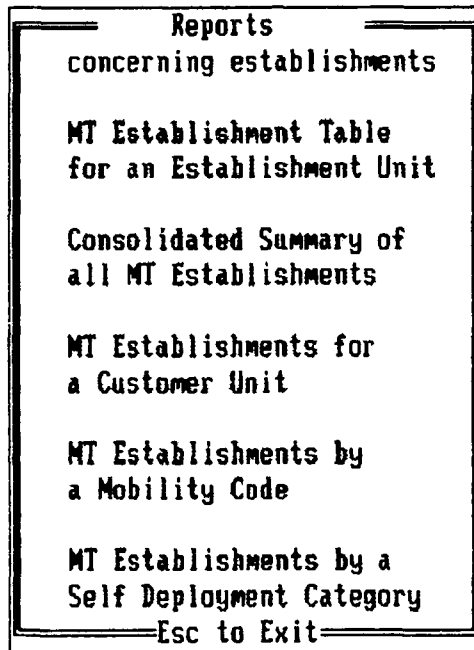 Reports
concerning establishments
MT Establishment Table
for an Establishment Unit
Consolidated Summary of
all MT Establishments
MT Establishments for
a Customer Unit
MT Establishments by
a Mobility Code
MT Establishments by a
Self Deployment Category
Esc to Exit